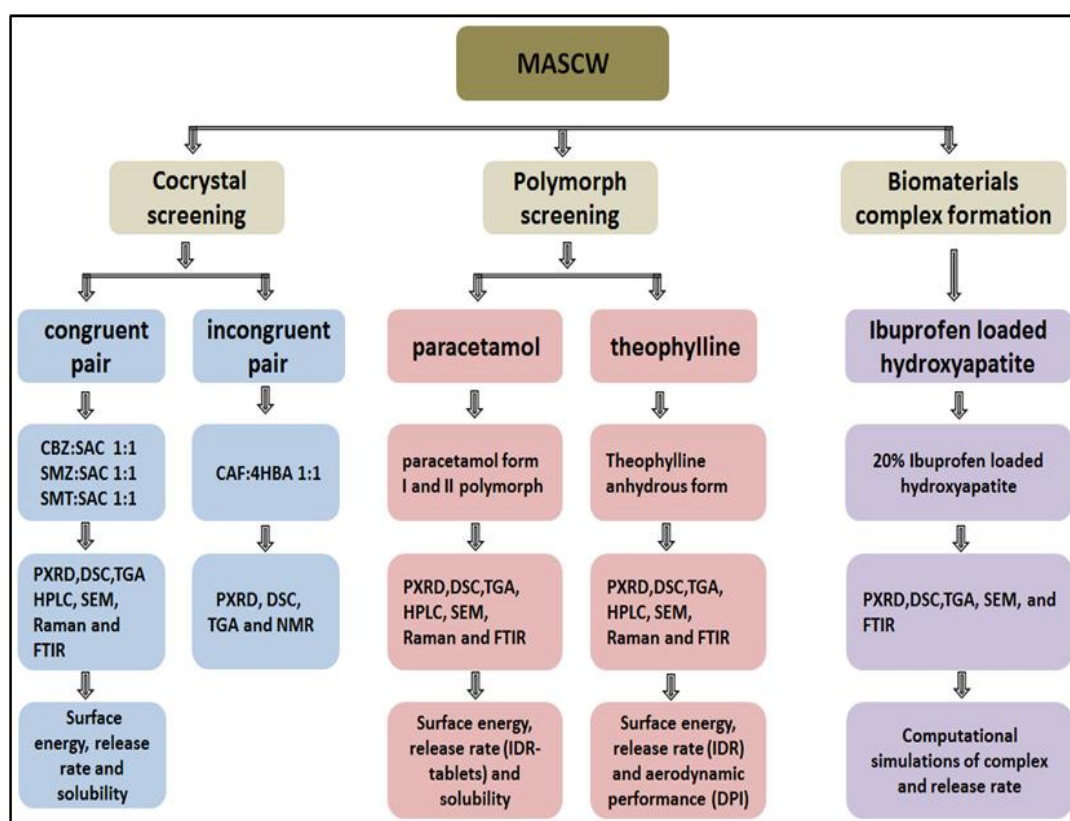 MASCW
Cocrystal
screening
Polymorph
screening
Biomaterials
complex formation
congruent
pair
incongruent
pair
paracetamol
theophylline
Ibuprofen loaded
hydroxyapatite
CBZ:SAC 1:1
SMZ:SAC 1:1
SMT:SAC 1:1
CAF:4HBA 1:1
paracetamol form
I and II polymorph
Theophylline
anhydrous form
20% Ibuprofen loaded
hydroxyapatite
PXRD,DSC,TGA
HPLC, SEM,
Raman and
FTIR
PXRD, DSC,
TGA and NMR
PXRD,DSC,TGA,
HPLC, SEM,
Raman and FTIR
PXRD,DSC,TGA,
HPLC, SEM,
Raman and FTIR
PXRD,DSC,TGA, SEM, and
FTIR
Surface
energy, release
rate and
solubility
Surface energy,
release rate (IDR-
tablets) and
solubility
Surface energy,
release rate (IDR)
and aerodynamic
performance (DPI)
Computational
simulations of complex
and release rate